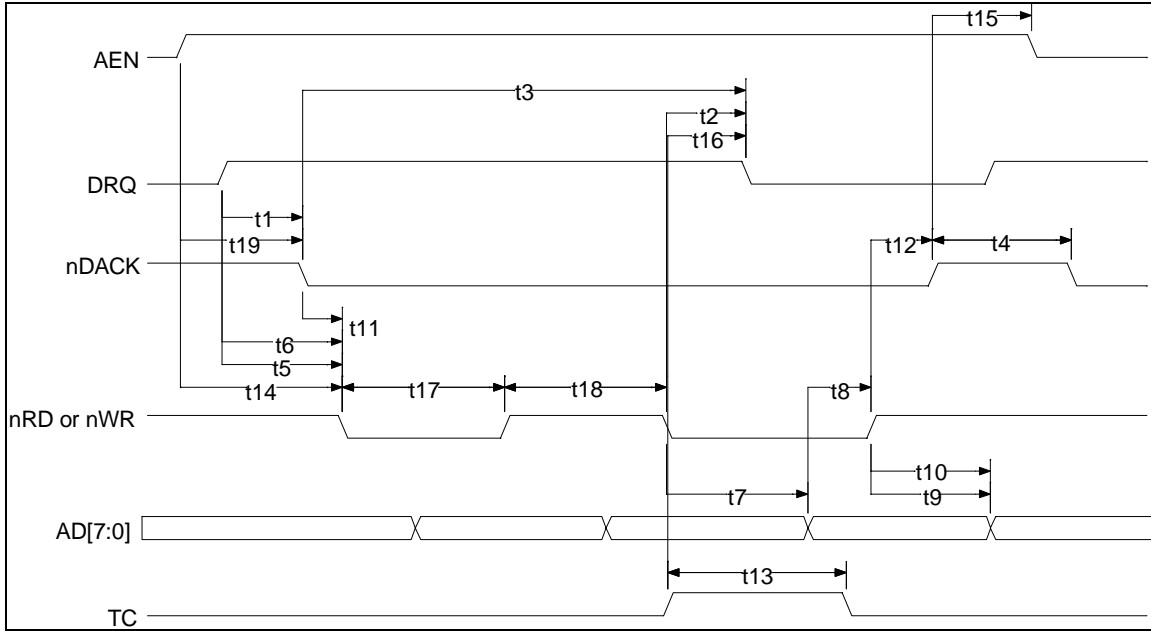 t15
AEN
t3
t2
t16
DRQ
t1
t19
t12
t4
nDACK
t11
t6
t5
t14
t17
t18
t8
nRD or nWR
t10
t7
t9
AD[7:0]
t13
TC